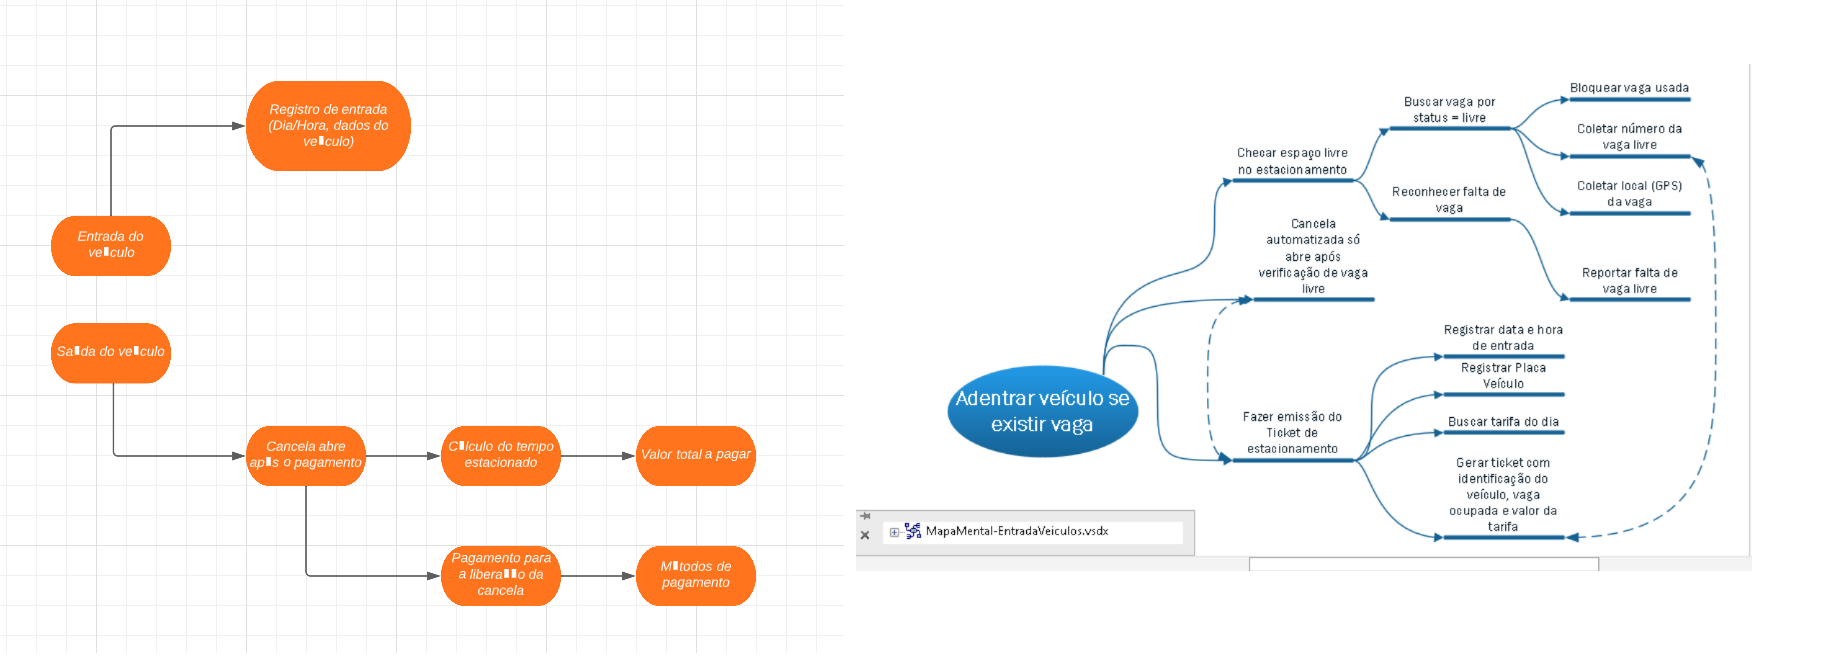 Registro de entrada
(Dia/Hora, dados do
ve▮culo)
Entrada do
ve▮culo
Sa▮da do ve▮culo
Cancela abre
ap▮s o pagamento
C▮lculo do tempo
estacionado
Valor total a pagar
Pagamento para
a libera▮▮o da
cancela
M▮todos de
pagamento
Adentrar veículo se
existir vaga
Checar espaço livre
no estacionamento
Buscar vaga por
status = livre
Bloquear vaga usada
Coletar número da
vaga livre
Coletar local (GPS)
da vaga
Reconhecer falta de
vaga
Reportar falta de
vaga livre
Cancela
automatizada só
abre após
verificação de vaga
livre
Fazer emissão do
Ticket de
estacionamento
Registrar data e hora
de entrada
Registrar Placa
Veículo
Buscar tarifa do dia
Gerar ticket com
identificação do
veículo, vaga
ocupada e valor da
tarifa
MapaMental-EntradaVeiculos.vsdx